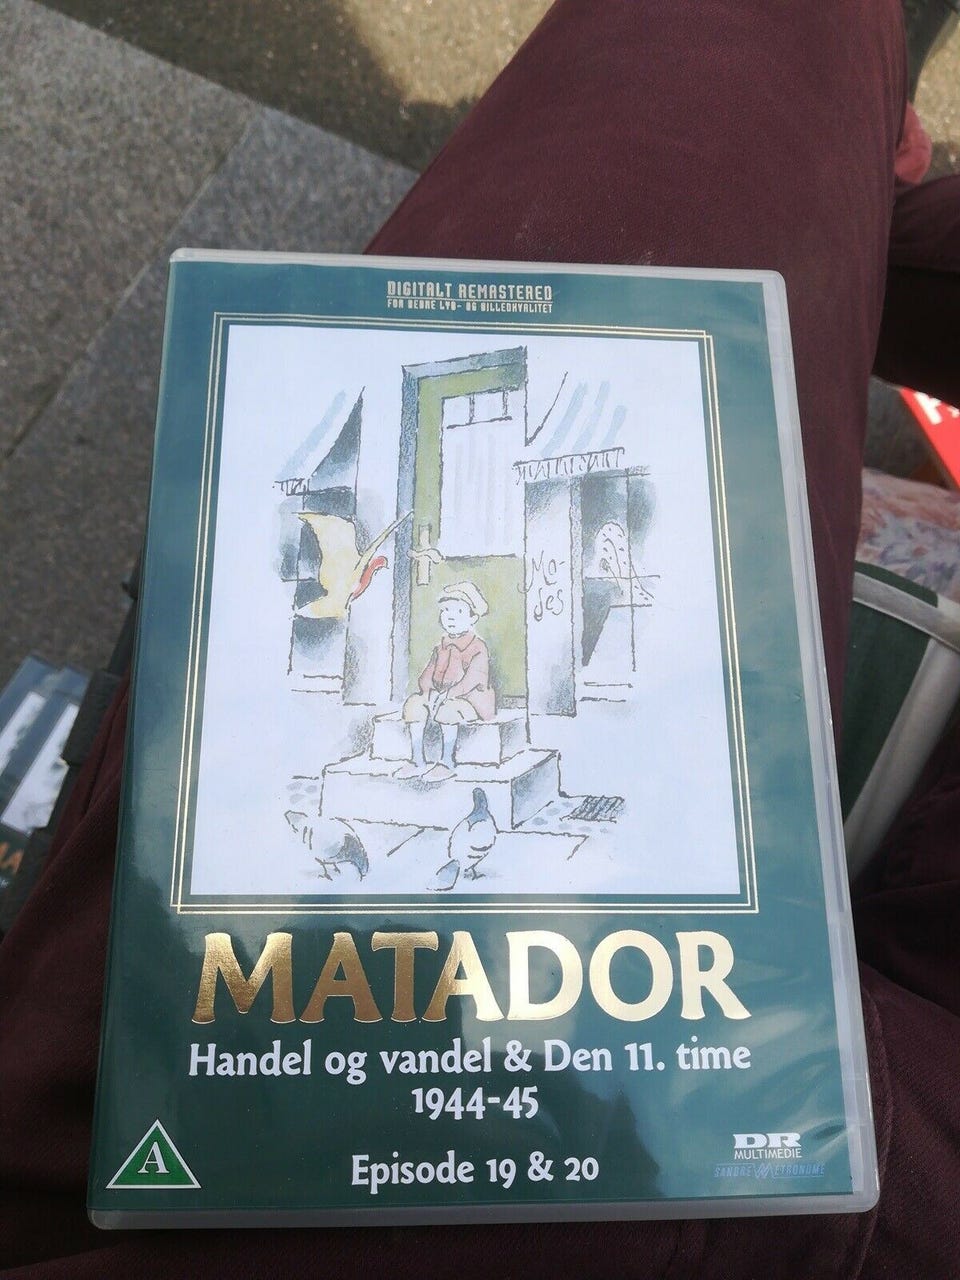 DIGITALT REMASTERED
FOR BEDRE LYD- OG BILLEDKVALITET
Mo-
des
MATADOR
Handel og vandel & Den 11. time
1944-45
A
Episode 19 & 20
DR
MULTIMEDIE
SANDREW METRONOME